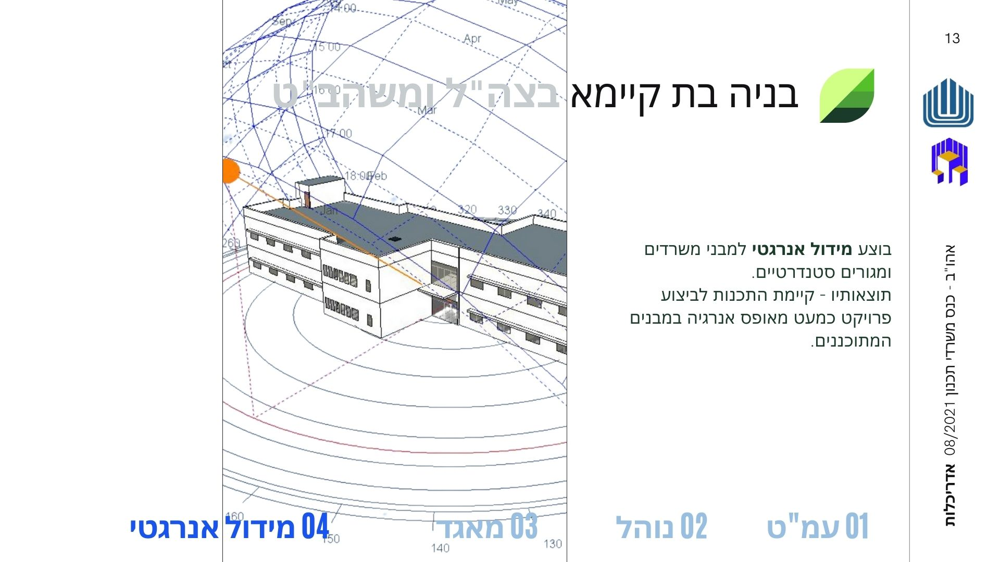 13
בניה בת קיימא בצה"ל ומשהב"ט
בוצע מידול אנרגטי למבני משרדים
ומגורים סטנדרטיים.
תוצאותיו - קיימת התכנות לביצוע
פרויקט כמעט מאופס אנרגיה במבנים
המתוכננים.
אדריכלות 08/2021 אהו"ב - כנס משרדי תכנון
May
14:00
Sep
Apr
15:00
16:00
Mar
17:00
18:00
Feb
Jan
320
330
340
260
160
150
140
130
01 עמ"ט
02 נוהל
03 מאגד
04 מידול אנרגטי